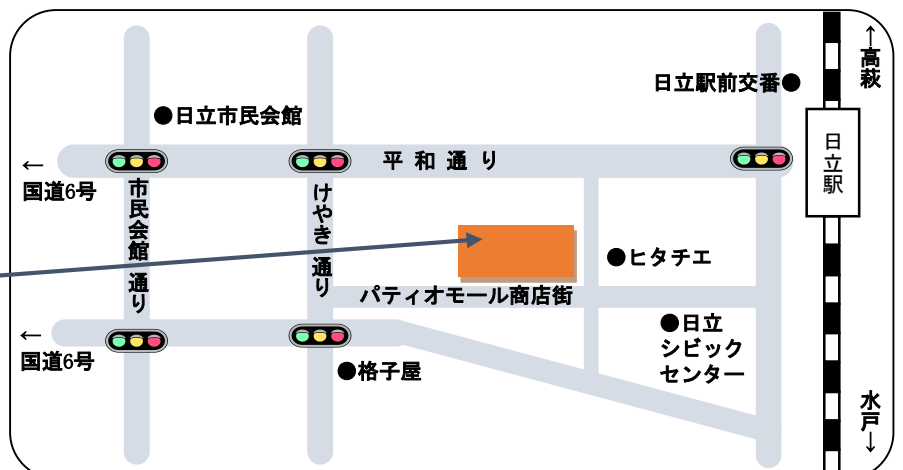 ↑高萩
日立駅前交番
日立市民会館
日立駅
平和通り
←
国道6号
市民会館通り
けやき通り
ヒタチエ
パティオモール商店街
日立
シビック
センター
←
国道6号
格子屋
水戸↓